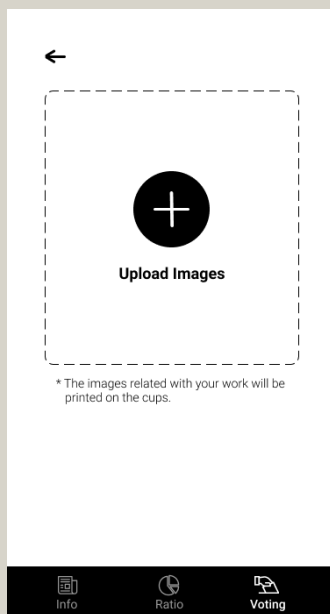 Upload Images
* The images related with your work will be
printed on the cups.
Info
Ratio
Voting